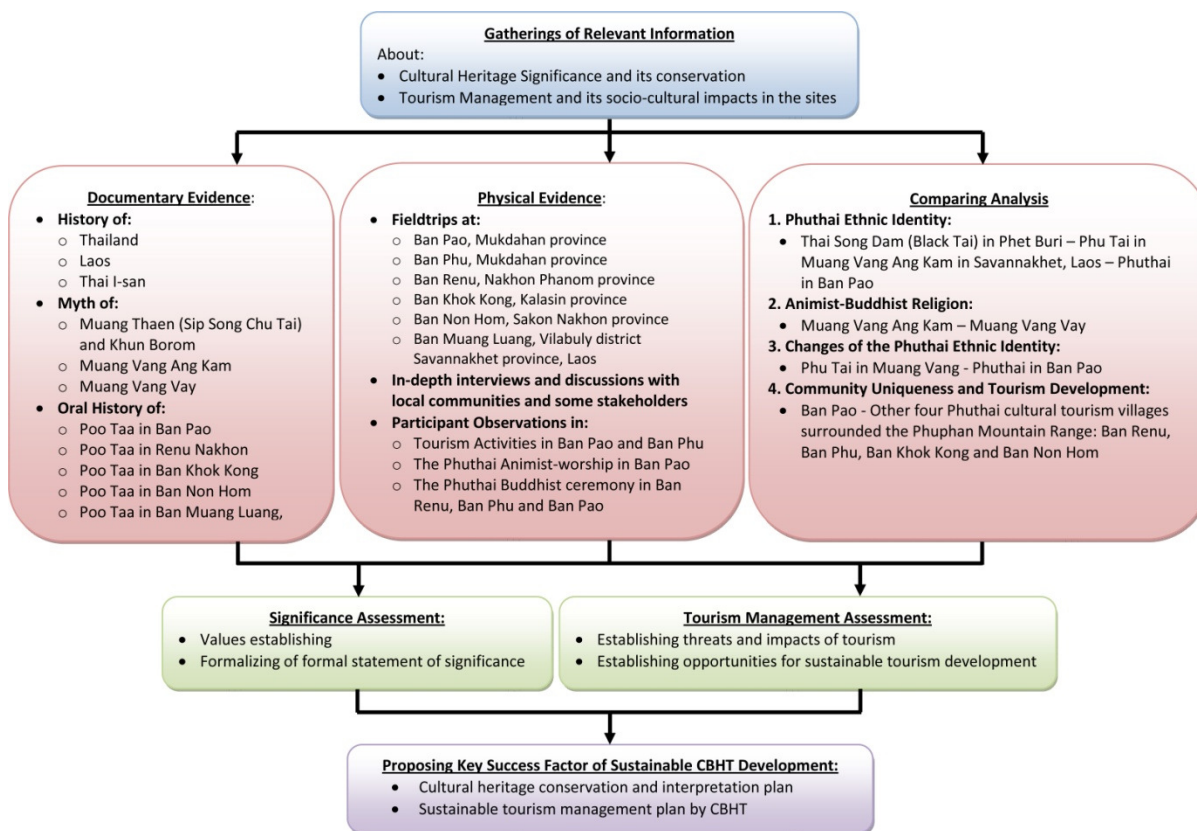 Gatherings of Relevant Information
About:
• Cultural Heritage Significance and its conservation
• Tourism Management and its socio-cultural impacts in the sites
Documentary Evidence:
• History of:
o Thailand
o Laos
o Thai I-san
• Myth of:
o Muang Thaen (Sip Song Chu Tai)
and Khun Borom
o Muang Vang Ang Kam
o Muang Vang Vay
• Oral History of:
o Poo Taa in Ban Pao
o Poo Taa in Renu Nakhon
o Poo Taa in Ban Khok Kong
o Poo Taa in Ban Non Hom
o Poo Taa in Ban Muang Luang,
Physical Evidence:
• Fieldtrips at:
o Ban Pao, Mukdahan province
o Ban Phu, Mukdahan province
o Ban Renu, Nakhon Phanom province
o Ban Khok Kong, Kalasin province
o Ban Non Hom, Sakon Nakhon province
o Ban Muang Luang, Vilabuly district
Savannakhet province, Laos
• In-depth interviews and discussions with
local communities and some stakeholders
• Participant Observations in:
o Tourism Activities in Ban Pao and Ban Phu
o The Phuthai Animist-worship in Ban Pao
o The Phuthai Buddhist ceremony in Ban
Renu, Ban Phu and Ban Pao
Comparing Analysis
1. Phuthai Ethnic Identity:
• Thai Song Dam (Black Tai) in Phet Buri – Phu Tai in
Muang Vang Ang Kam in Savannakhet, Laos – Phuthai
in Ban Pao
2. Animist-Buddhist Religion:
• Muang Vang Ang Kam – Muang Vang Vay
3. Changes of the Phuthai Ethnic Identity:
• Phu Tai in Muang Vang - Phuthai in Ban Pao
4. Community Uniqueness and Tourism Development:
• Ban Pao - Other four Phuthai cultural tourism villages
surrounded the Phuphan Mountain Range: Ban Renu,
Ban Phu, Ban Khok Kong and Ban Non Hom
Significance Assessment:
• Values establishing
• Formalizing of formal statement of significance
Tourism Management Assessment:
• Establishing threats and impacts of tourism
• Establishing opportunities for sustainable tourism development
Proposing Key Success Factor of Sustainable CBHT Development:
• Cultural heritage conservation and interpretation plan
• Sustainable tourism management plan by CBHT